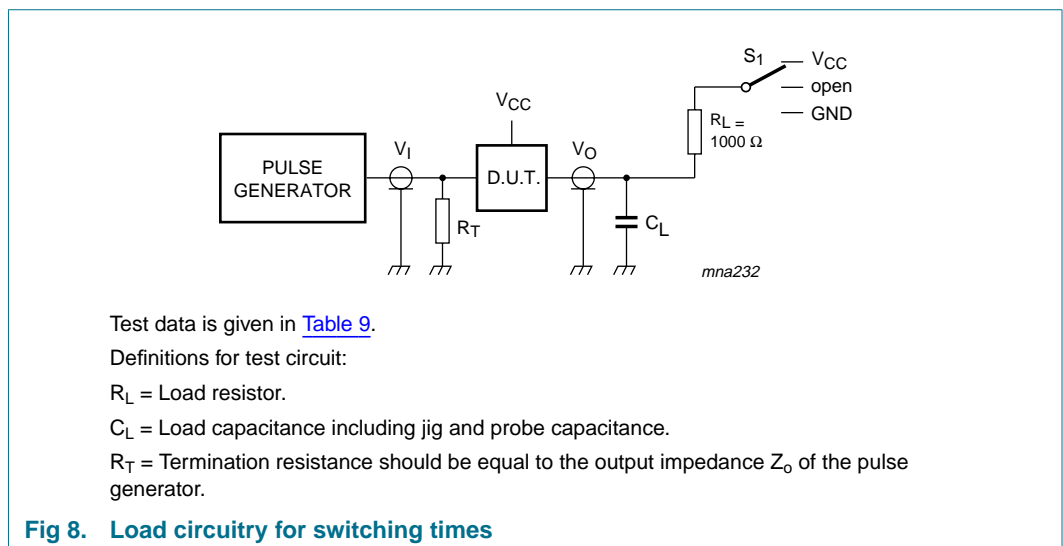 S1
VCC
open
GND
VCC
RL =
1000 Ω
VI
VO
PULSE
GENERATOR
D.U.T.
RT
CL
mna232
Test data is given in Table 9.
Definitions for test circuit:
RL = Load resistor.
CL = Load capacitance including jig and probe capacitance.
RT = Termination resistance should be equal to the output impedance Zo of the pulse
generator.
Fig 8. Load circuitry for switching times